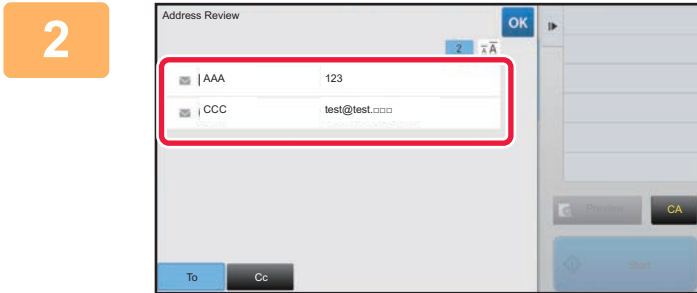 2
Address Review
OK
2
AAA 123
CCC test@test.□□□
Preview
CA
Start
To Cc